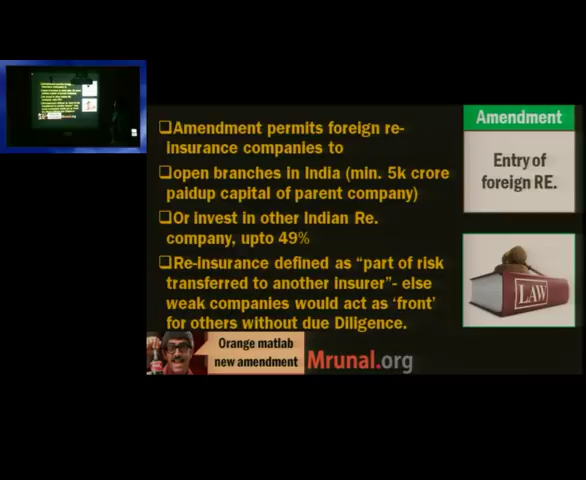 ❑Amendment permits foreign re-
insurance companies to
❑open branches in India (min. 5k crore
paidup capital of parent company)
❑Or invest in other Indian Re.
company, upto 49%
❑Re-insurance defined as “part of risk
transferred to another insurer”- else
weak companies would act as ‘front’
for others without due Diligence.
Amendment
Entry of
foreign RE.
LAW
Orange matlab
new amendment
Mrunal.org